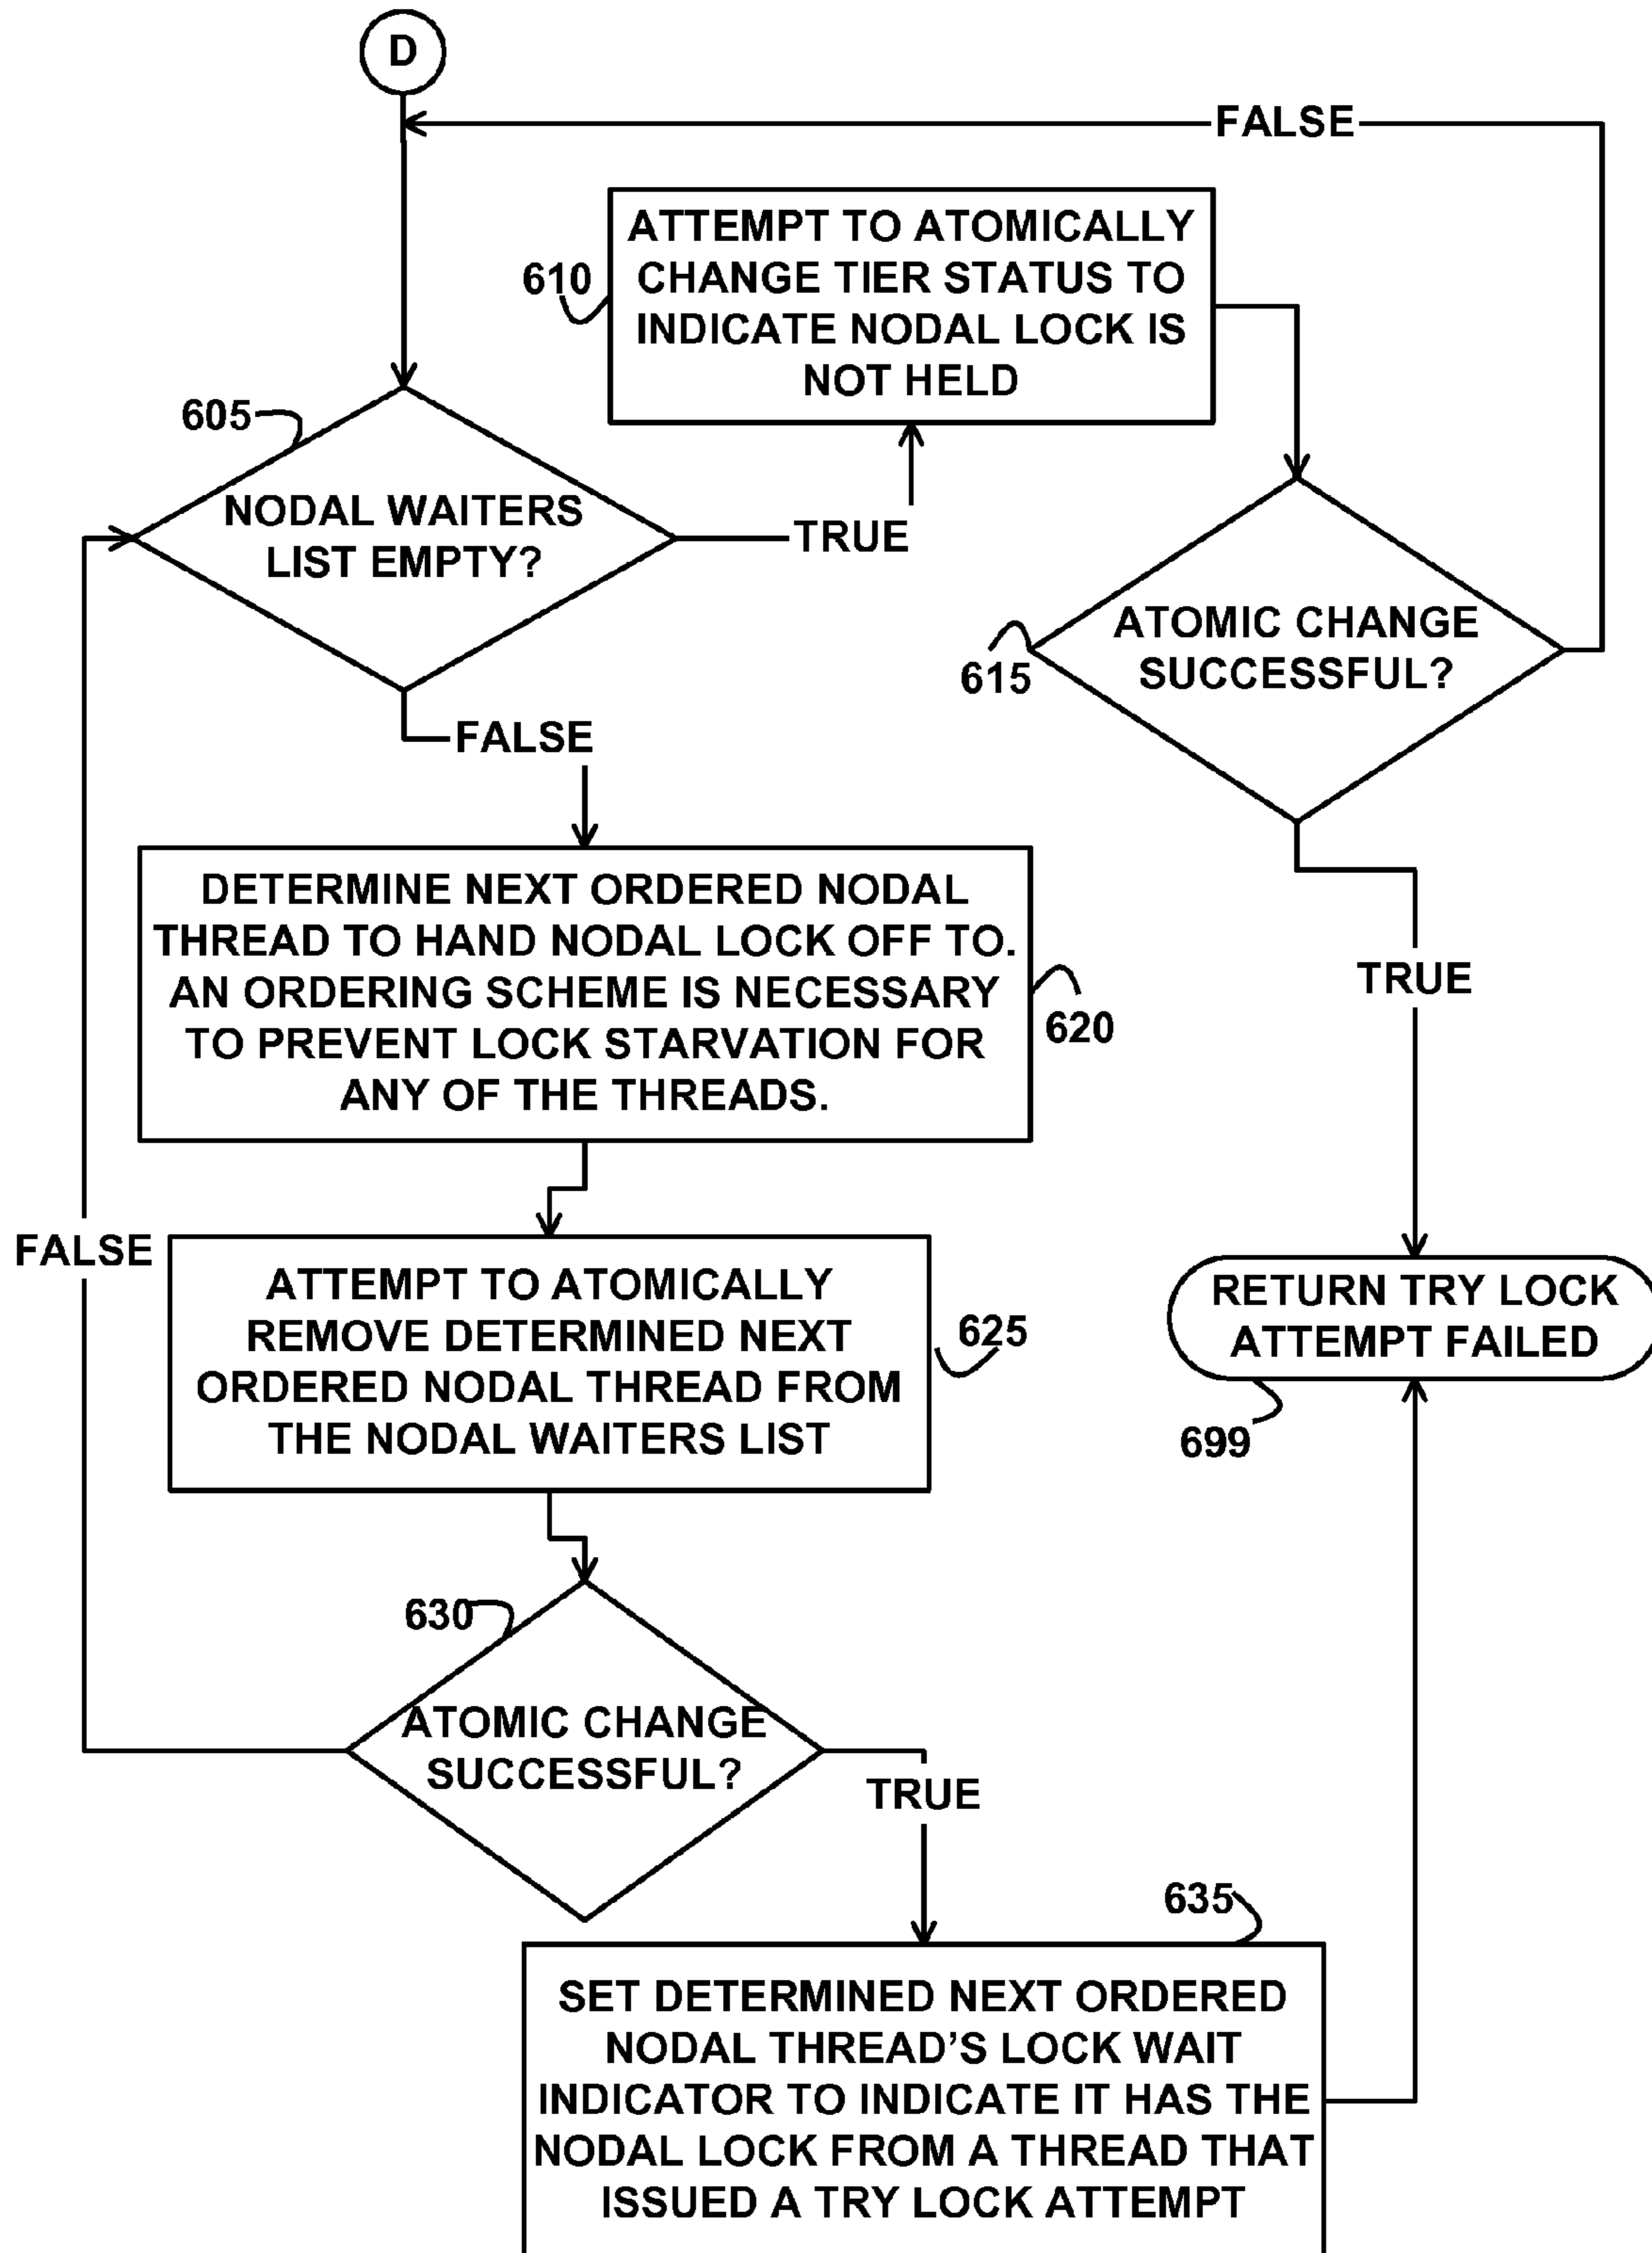 D
FALSE
ATTEMPT TO ATOMICALLY
CHANGE TIER STATUS TO
INDICATE NODAL LOCK IS
NOT HELD
610
605
NODAL WAITERS
LIST EMPTY?
TRUE
ATOMIC CHANGE
SUCCESSFUL?
615
FALSE
DETERMINE NEXT ORDERED NODAL
THREAD TO HAND NODAL LOCK OFF TO.
AN ORDERING SCHEME IS NECESSARY
TO PREVENT LOCK STARVATION FOR
ANY OF THE THREADS.
620
TRUE
FALSE
ATTEMPT TO ATOMICALLY
REMOVE DETERMINED NEXT
ORDERED NODAL THREAD FROM
THE NODAL WAITERS LIST
625
RETURN TRY LOCK
ATTEMPT FAILED
699
630
ATOMIC CHANGE
SUCCESSFUL?
TRUE
635
SET DETERMINED NEXT ORDERED
NODAL THREAD'S LOCK WAIT
INDICATOR TO INDICATE IT HAS THE
NODAL LOCK FROM A THREAD THAT
ISSUED A TRY LOCK ATTEMPT